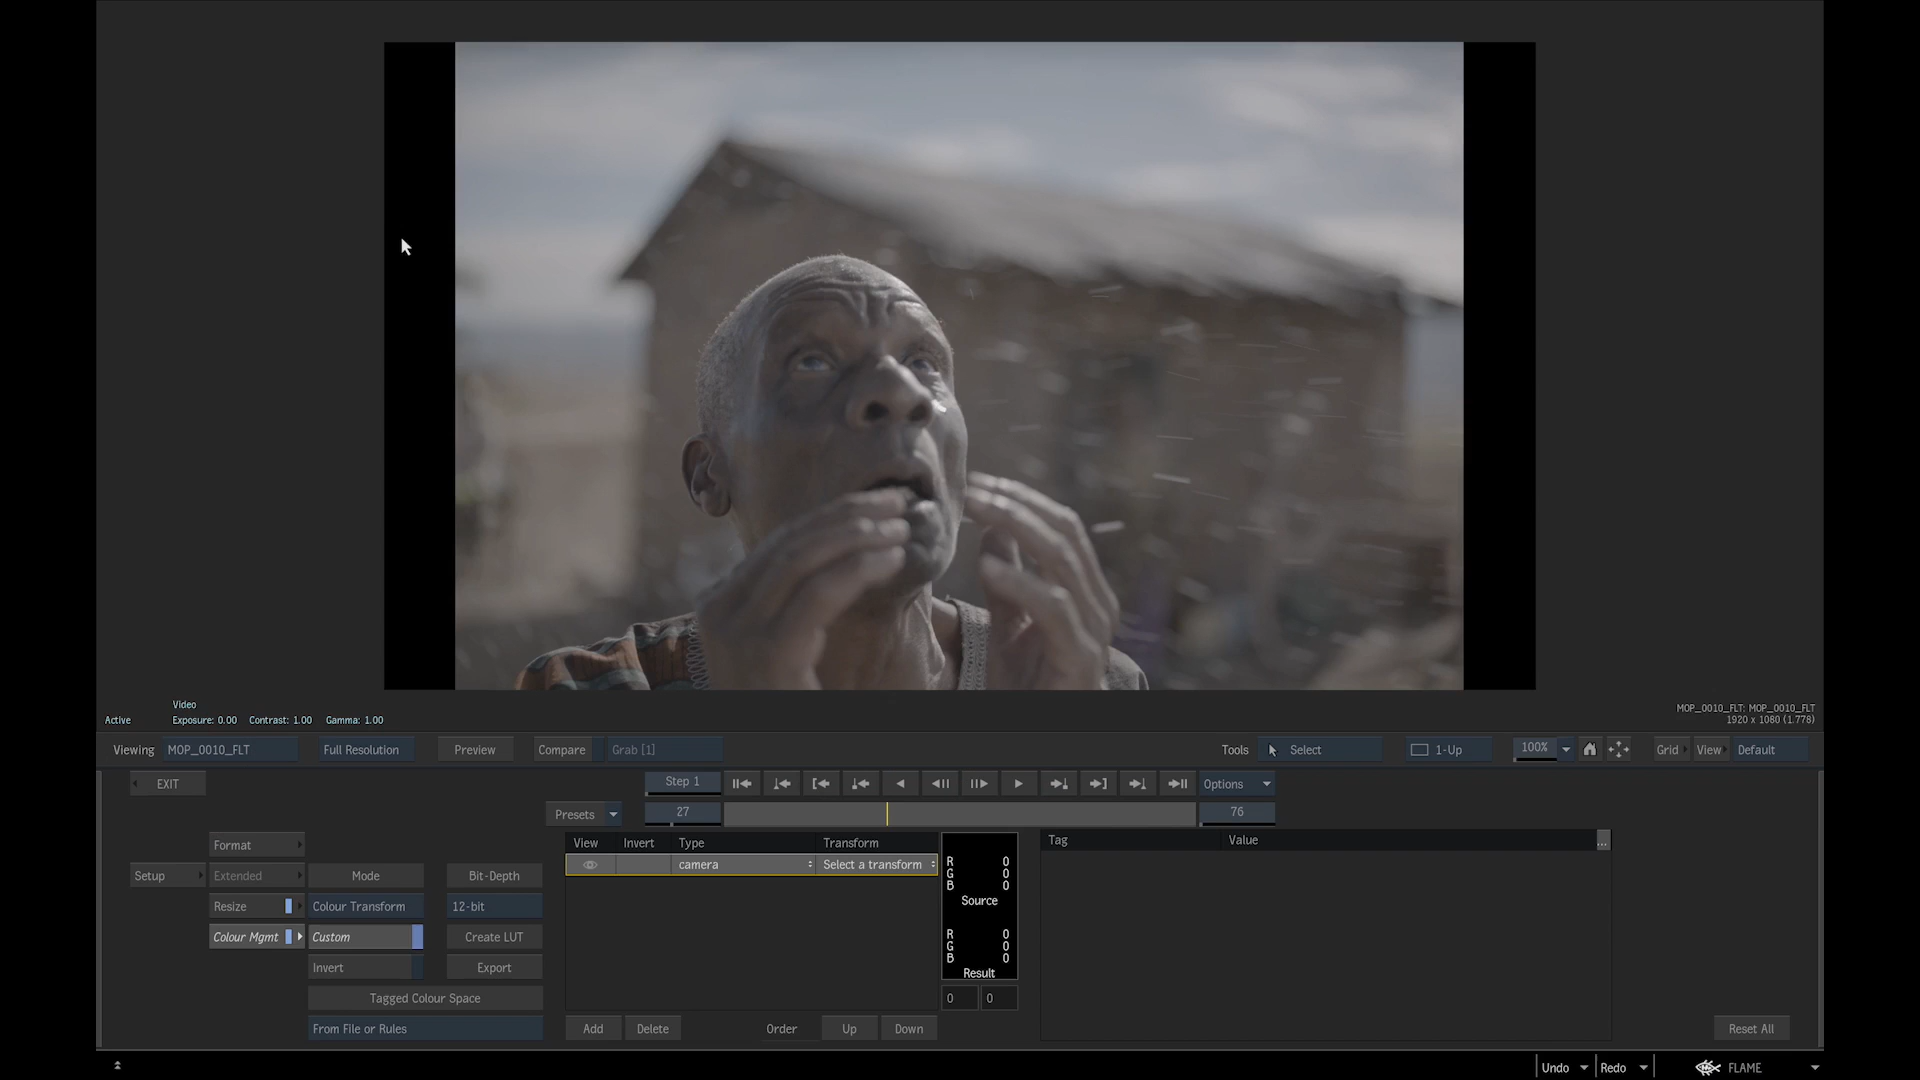 Video
Active Exposure: 0.00 Contrast: 1.00 Gamma: 1.00
MOP_0010_FLT: MOP_0010_FLT
1920 x 1080 (1.778)
Viewing MOP_0010_FLT Full Resolution Preview Compare Grab [1] Tools Select 1-Up 100% Grid View Default
EXIT Step 1 Options
Presets 27 76
Format View Invert Type Transform Tag Value ...
camera Select a transform
Setup Extended Mode Bit-Depth
Resize Colour Transform 12-bit
Colour Mgmt Custom Create LUT
Invert Export
Tagged Colour Space
From File or Rules
R 0
G 0
B 0
Source
R 0
G 0
B 0
Result
0 0
Add Delete Order Up Down Reset All
Undo Redo FLAME